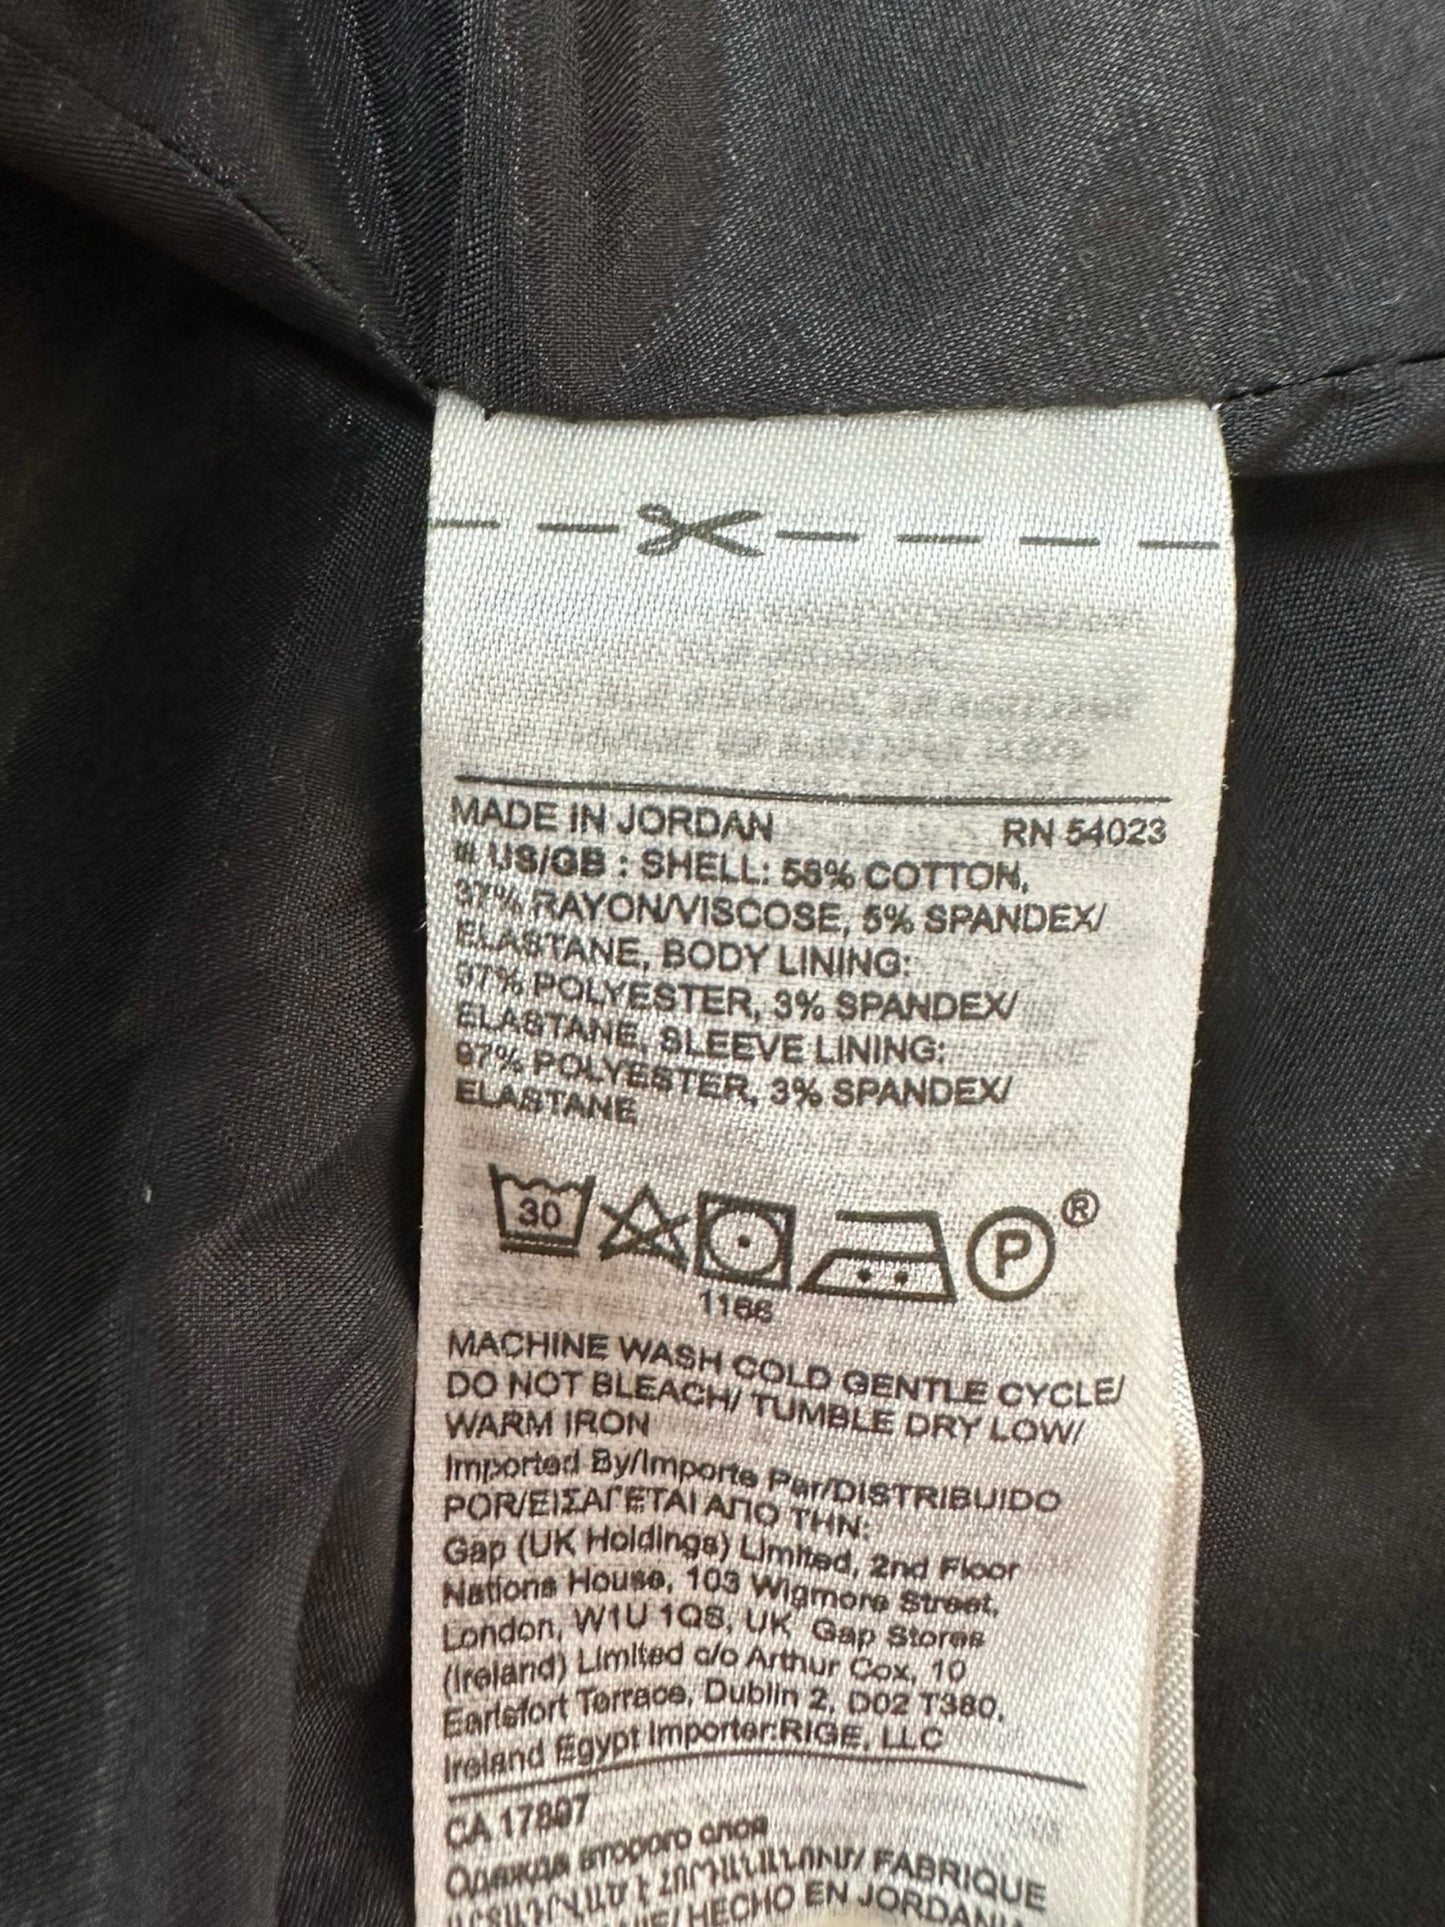 MADE IN JORDAN RN 54023
# US/GB : SHELL: 58% COTTON,
37% RAYON/VISCOSE, 5% SPANDEX/
ELASTANE, BODY LINING:
97% POLYESTER, 3% SPANDEX/
ELASTANE, SLEEVE LINING:
97% POLYESTER, 3% SPANDEX/
ELASTANE
30 P ®
1166
MACHINE WASH COLD GENTLE CYCLE/
DO NOT BLEACH/ TUMBLE DRY LOW/
WARM IRON
Imported By/Importe Par/DISTRIBUIDO
POR/ΕΙΣΑΓΕΤΑΙ ΑΠΟ ΤΗΝ:
Gap (UK Holdings) Limited, 2nd Floor
Nations House, 103 Wigmore Street,
London, W1U 1QS, UK Gap Stores
(Ireland) Limited c/o Arthur Cox, 10
Earlsfort Terrace, Dublin 2, D02 T380,
Ireland Egypt Importer:RIGE, LLC
CA 17897
Одежда второго слоя
FABRIQUE
HECHO EN JORDANIA